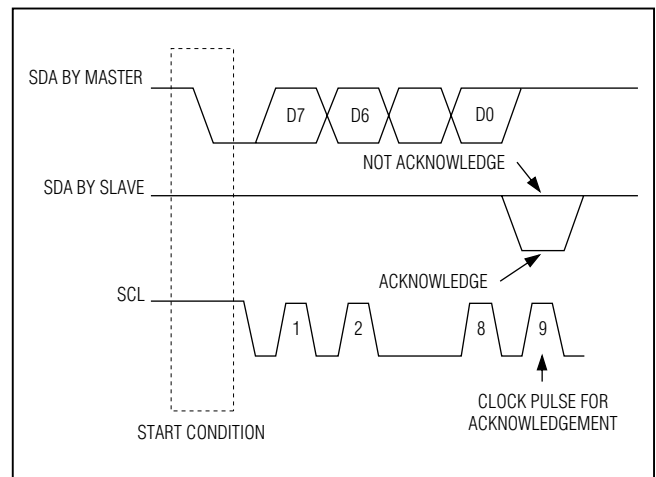 SDA BY MASTER
D7
D6
D0
NOT ACKNOWLEDGE
SDA BY SLAVE
ACKNOWLEDGE
SCL
1
2
8
9
CLOCK PULSE FOR
ACKNOWLEDGEMENT
START CONDITION